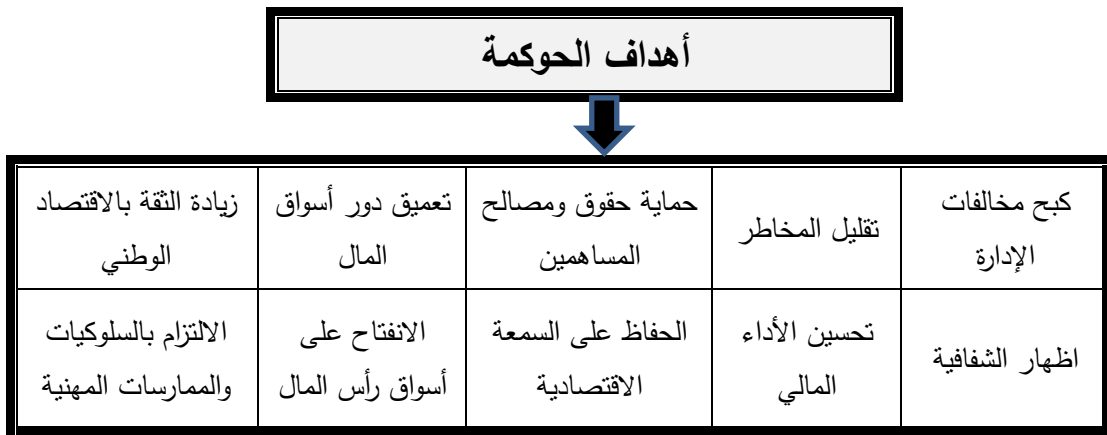 أهداف الحوكمة
كبح مخالفات
الإدارة
تقليل المخاطر
حماية حقوق ومصالح
المساهمين
تعميق دور أسواق
المال
زيادة الثقة بالاقتصاد
الوطني
اظهار الشفافية
تحسين الأداء
المالي
الحفاظ على السمعة
الاقتصادية
الانفتاح على
أسواق رأس المال
الالتزام بالسلوكيات
والممارسات المهنية